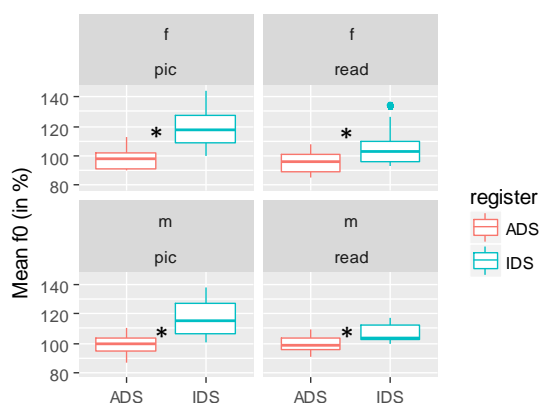 f
f
pic
read
140
120
100
80
*
*
m
m
pic
read
140
120
100
80
*
*
ADS
IDS
ADS
IDS
Mean f0 (in %)
register
ADS
IDS